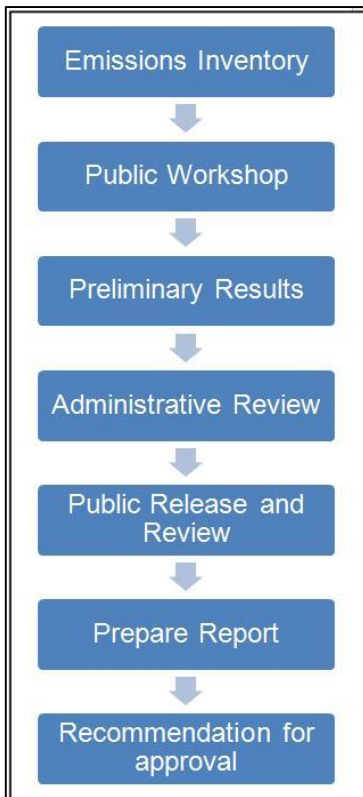 Emissions Inventory
Public Workshop
Preliminary Results
Administrative Review
Public Release and
Review
Prepare Report
Recommendation for
approval